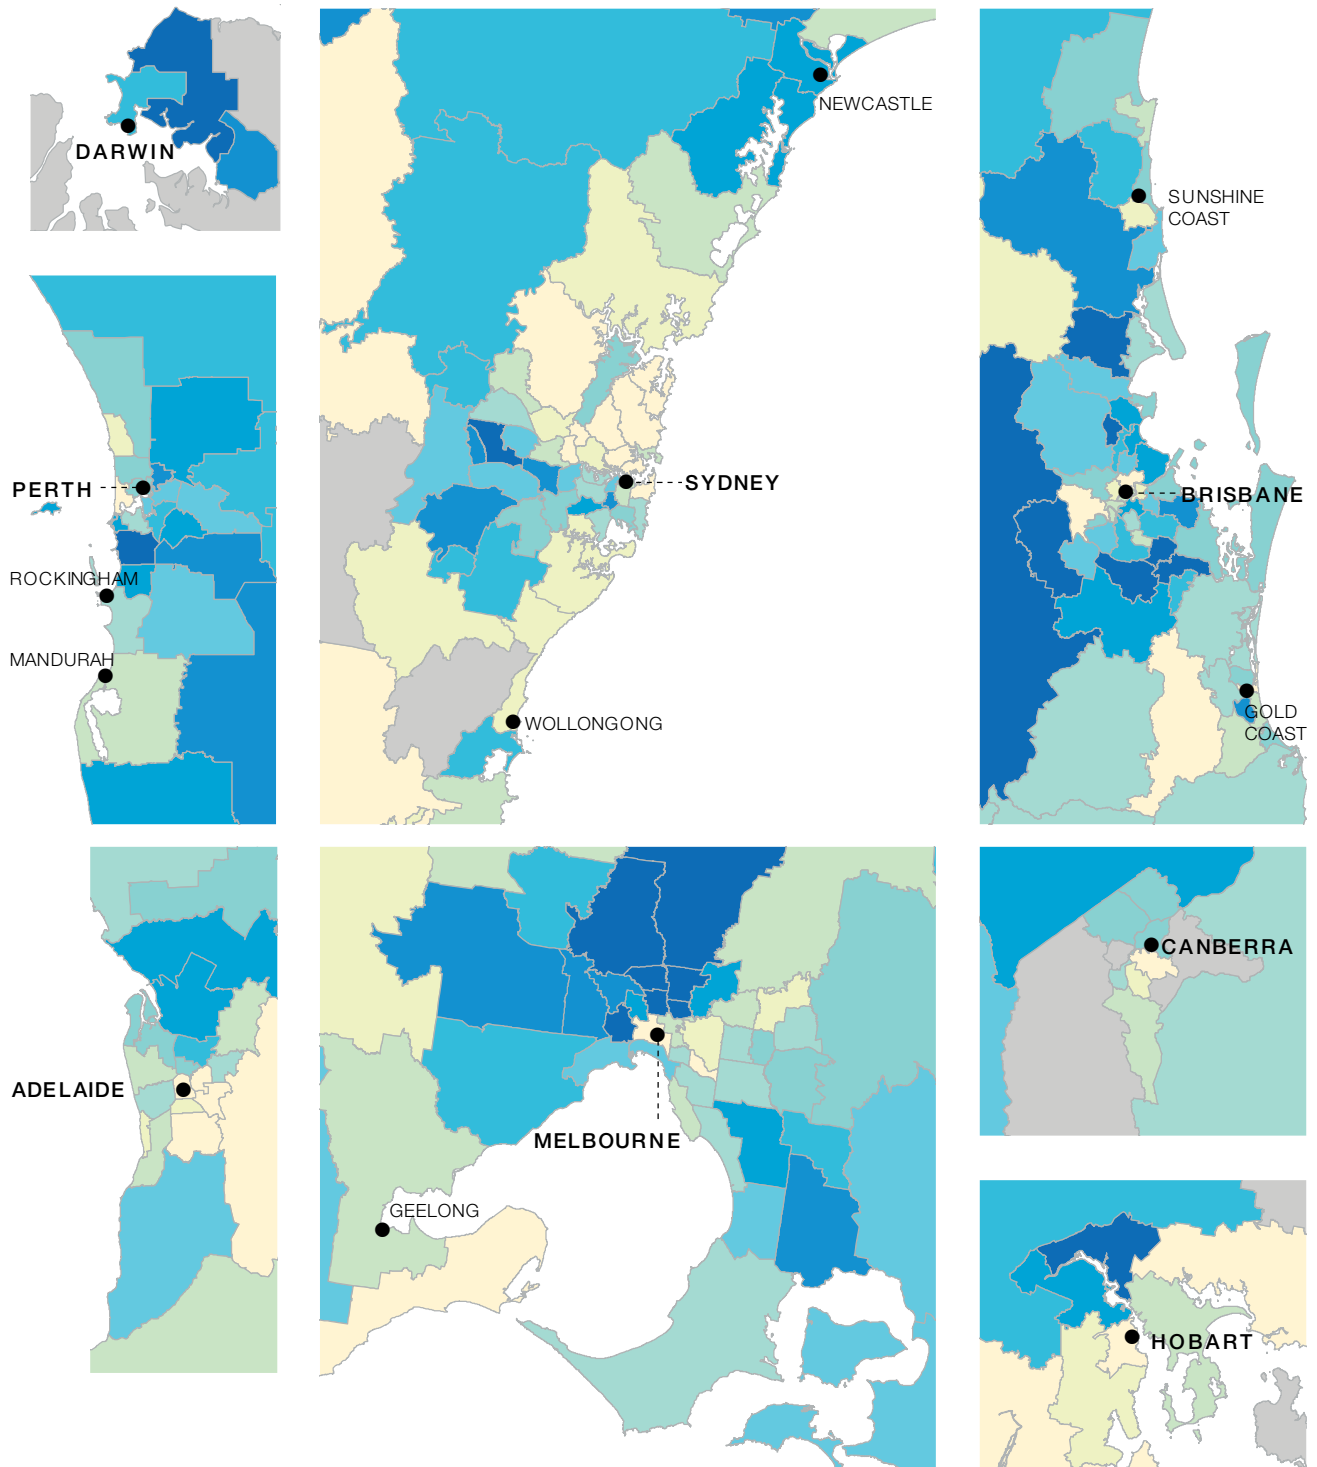 DARWIN
NEWCASTLE
SUNSHINE
COAST
PERTH
SYDNEY
BRISBANE
ROCKINGHAM
MANDURAH
WOLLONGONG
GOLD
COAST
CANBERRA
ADELAIDE
MELBOURNE
GEELONG
HOBART